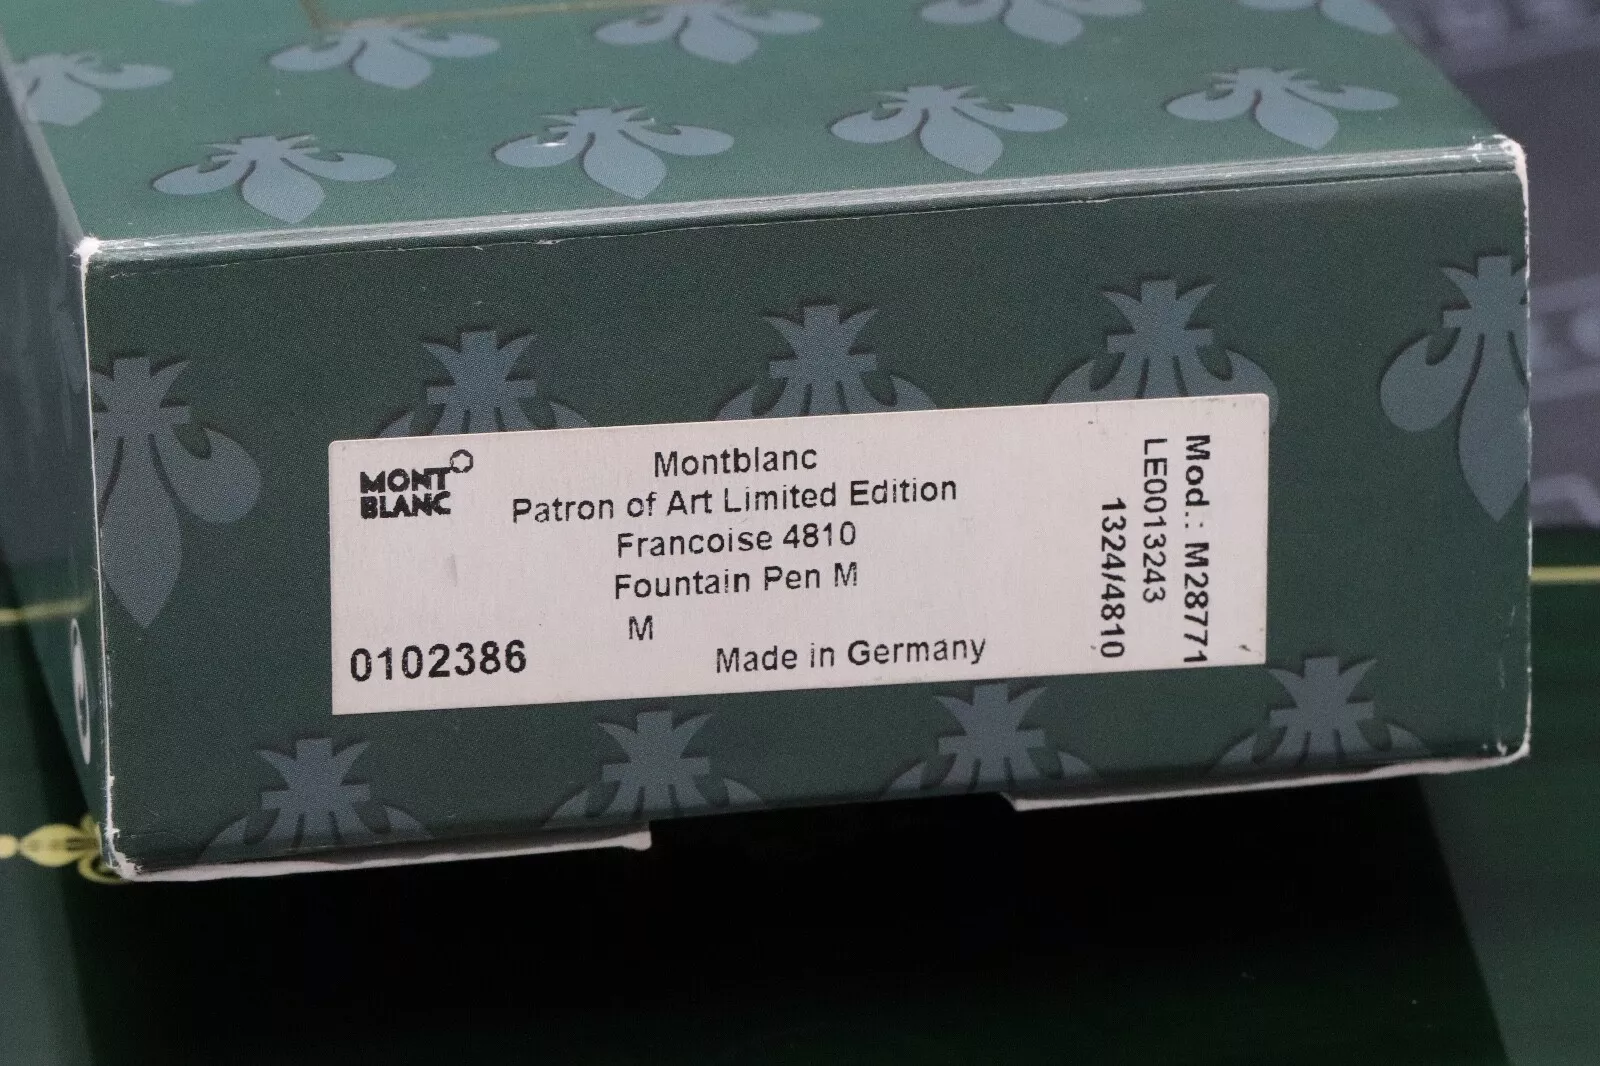 MONT
BLANC
Montblanc
Patron of Art Limited Edition
Francoise 4810
Fountain Pen M
M
0102386
Made in Germany
Mod.: M28771
LE0013243
1324/4810